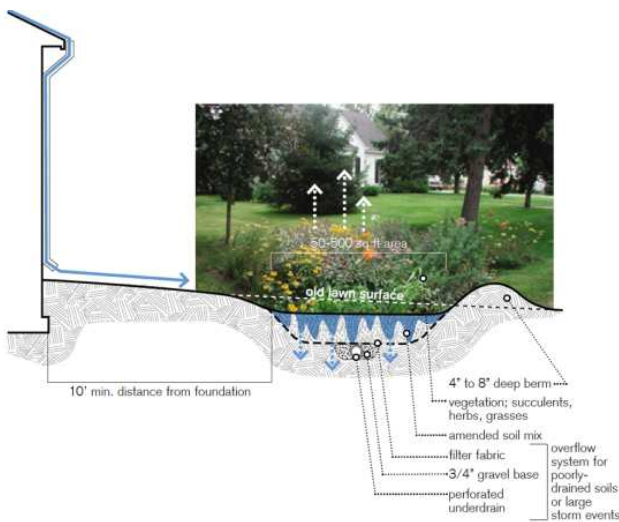 50-500 sq ft area
old lawn surface
10' min. distance from foundation
4" to 8" deep berm
vegetation; succulents,
herbs, grasses
amended soil mix
filter fabric
3/4" gravel base
perforated
underdrain
overflow
system for
poorly-
drained soils
or large
storm events